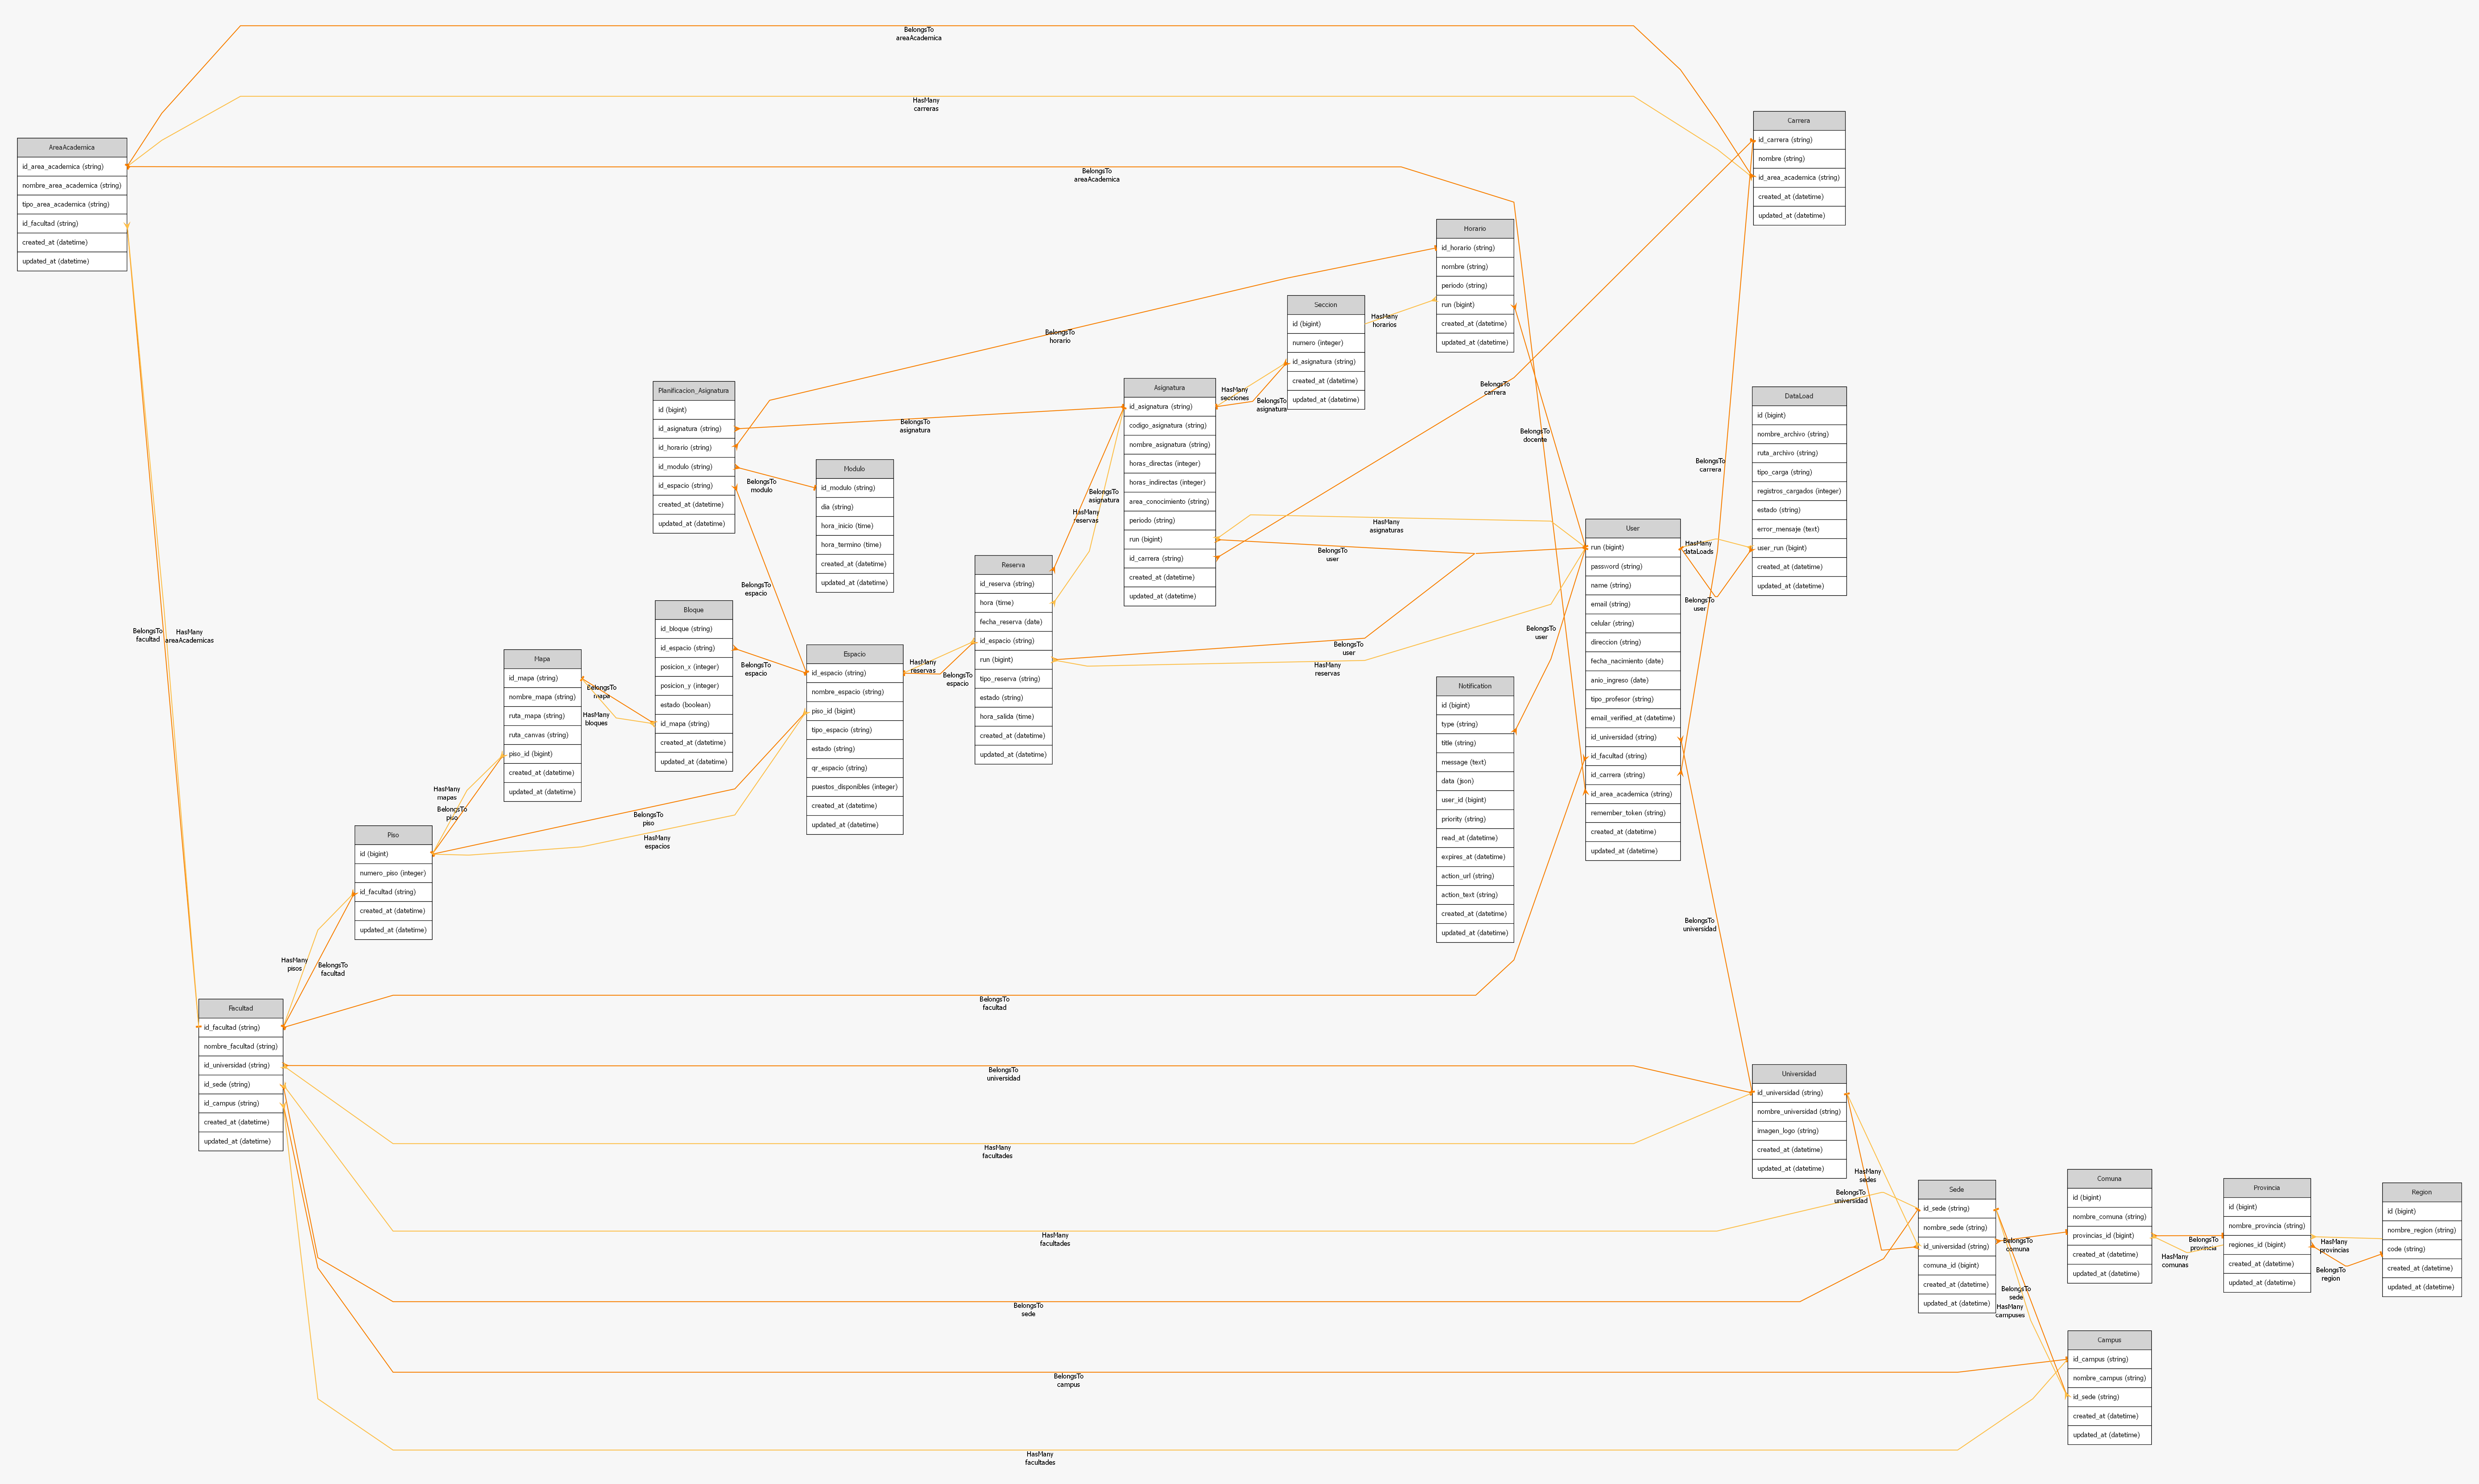 BelongsTo
areaAcademica
HasMany
carreras
AreaAcademica
id_area_academica (string)
nombre_area_academica (string)
tipo_area_academica (string)
id_facultad (string)
created_at (datetime)
updated_at (datetime)
BelongsTo
areaAcademica
Carrera
id_carrera (string)
nombre (string)
id_area_academica (string)
created_at (datetime)
updated_at (datetime)
Horario
id_horario (string)
nombre (string)
periodo (string)
run (bigint)
created_at (datetime)
updated_at (datetime)
Seccion
id (bigint)
numero (integer)
id_asignatura (string)
created_at (datetime)
updated_at (datetime)
HasMany
horarios
BelongsTo
horario
Planificacion_Asignatura
id (bigint)
id_asignatura (string)
id_horario (string)
id_modulo (string)
id_espacio (string)
created_at (datetime)
updated_at (datetime)
BelongsTo
asignatura
Asignatura
id_asignatura (string)
codigo_asignatura (string)
nombre_asignatura (string)
horas_directas (integer)
horas_indirectas (integer)
area_conocimiento (string)
periodo (string)
run (bigint)
id_carrera (string)
created_at (datetime)
updated_at (datetime)
HasMany
secciones
BelongsTo
asignatura
BelongsTo
carrera
BelongsTo
docente
BelongsTo
carrera
DataLoad
id (bigint)
nombre_archivo (string)
ruta_archivo (string)
tipo_carga (string)
registros_cargados (integer)
estado (string)
error_mensaje (text)
user_run (bigint)
created_at (datetime)
updated_at (datetime)
BelongsTo
modulo
Modulo
id_modulo (string)
dia (string)
hora_inicio (time)
hora_termino (time)
created_at (datetime)
updated_at (datetime)
BelongsTo
asignatura
HasMany
reservas
HasMany
asignaturas
BelongsTo
user
User
run (bigint)
password (string)
name (string)
email (string)
celular (string)
direccion (string)
fecha_nacimiento (date)
anio_ingreso (date)
tipo_profesor (string)
email_verified_at (datetime)
id_universidad (string)
id_facultad (string)
id_carrera (string)
id_area_academica (string)
remember_token (string)
created_at (datetime)
updated_at (datetime)
HasMany
dataLoads
BelongsTo
user
Reserva
id_reserva (string)
hora (time)
fecha_reserva (date)
id_espacio (string)
run (bigint)
tipo_reserva (string)
estado (string)
hora_salida (time)
created_at (datetime)
updated_at (datetime)
BelongsTo
espacio
Bloque
id_bloque (string)
id_espacio (string)
posicion_x (integer)
posicion_y (integer)
estado (boolean)
id_mapa (string)
created_at (datetime)
updated_at (datetime)
BelongsTo
espacio
Espacio
id_espacio (string)
nombre_espacio (string)
piso_id (bigint)
tipo_espacio (string)
estado (string)
qr_espacio (string)
puestos_disponibles (integer)
created_at (datetime)
updated_at (datetime)
HasMany
reservas
BelongsTo
espacio
BelongsTo
user
HasMany
reservas
BelongsTo
user
BelongsTo
facultad
HasMany
areaAcademicas
Mapa
id_mapa (string)
nombre_mapa (string)
ruta_mapa (string)
ruta_canvas (string)
piso_id (bigint)
created_at (datetime)
updated_at (datetime)
BelongsTo
mapa
HasMany
bloques
Notification
id (bigint)
type (string)
title (string)
message (text)
data (json)
user_id (bigint)
priority (string)
read_at (datetime)
expires_at (datetime)
action_url (string)
action_text (string)
created_at (datetime)
updated_at (datetime)
HasMany
mapas
BelongsTo
piso
BelongsTo
piso
HasMany
espacios
Piso
id (bigint)
numero_piso (integer)
id_facultad (string)
created_at (datetime)
updated_at (datetime)
HasMany
pisos
BelongsTo
facultad
BelongsTo
universidad
Facultad
id_facultad (string)
nombre_facultad (string)
id_universidad (string)
id_sede (string)
id_campus (string)
created_at (datetime)
updated_at (datetime)
BelongsTo
facultad
BelongsTo
universidad
HasMany
facultades
Universidad
id_universidad (string)
nombre_universidad (string)
imagen_logo (string)
created_at (datetime)
updated_at (datetime)
HasMany
sedes
BelongsTo
universidad
HasMany
facultades
Sede
id_sede (string)
nombre_sede (string)
id_universidad (string)
comuna_id (bigint)
created_at (datetime)
updated_at (datetime)
BelongsTo
comuna
Comuna
id (bigint)
nombre_comuna (string)
provincias_id (bigint)
created_at (datetime)
updated_at (datetime)
BelongsTo
provincia
HasMany
comunas
Provincia
id (bigint)
nombre_provincia (string)
regiones_id (bigint)
created_at (datetime)
updated_at (datetime)
HasMany
provincias
BelongsTo
region
Region
id (bigint)
nombre_region (string)
code (string)
created_at (datetime)
updated_at (datetime)
BelongsTo
sede
BelongsTo
sede
HasMany
campuses
Campus
id_campus (string)
nombre_campus (string)
id_sede (string)
created_at (datetime)
updated_at (datetime)
BelongsTo
campus
HasMany
facultades